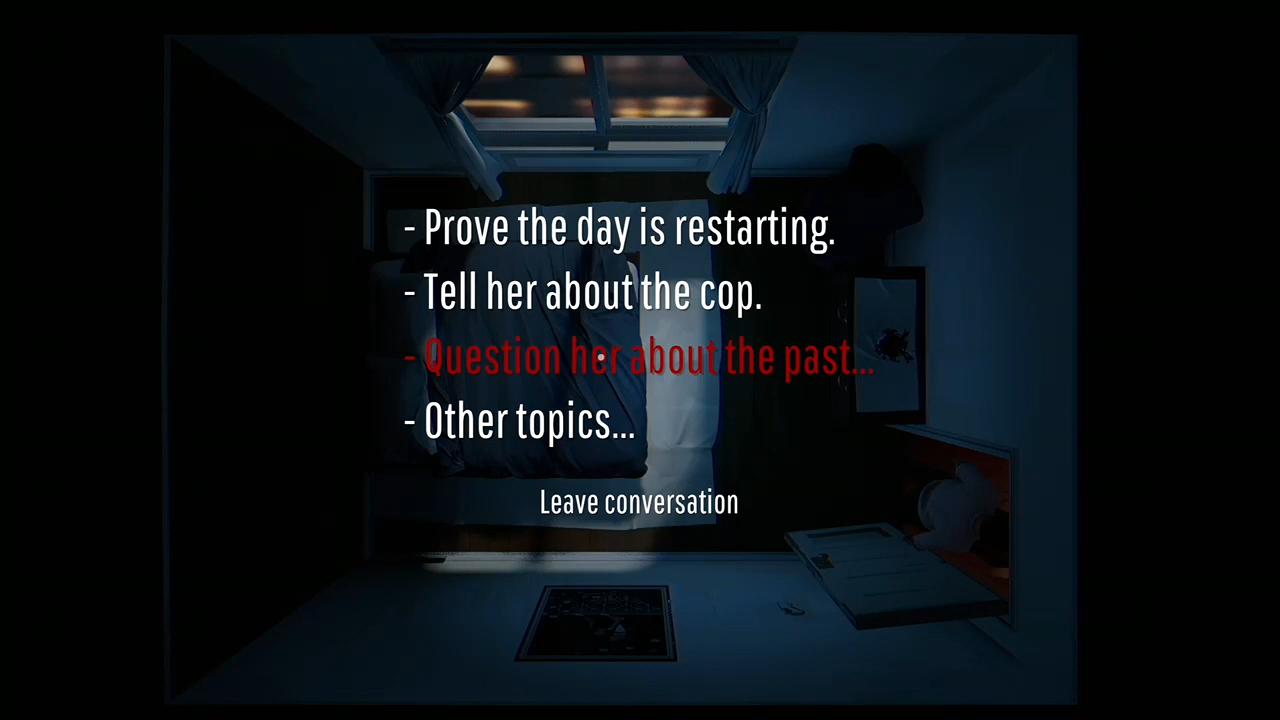 - Prove the day is restarting.
- Tell her about the cop.
- Question her about the past...
- Other topics...
Leave conversation